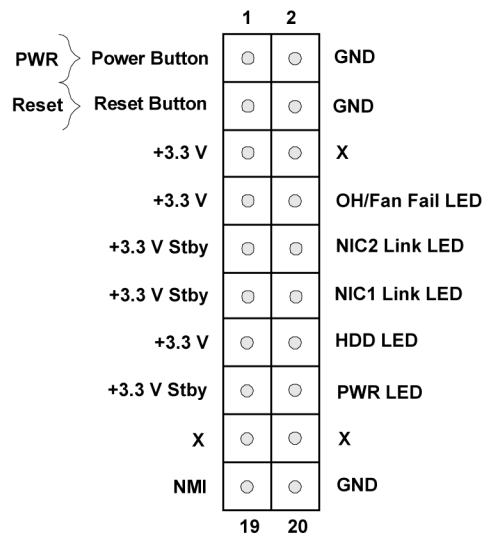 1 2
PWR Power Button GND
Reset Reset Button GND
+3.3 V X
+3.3 V OH/Fan Fail LED
+3.3 V Stby NIC2 Link LED
+3.3 V Stby NIC1 Link LED
+3.3 V HDD LED
+3.3 V Stby PWR LED
X X
NMI GND
19 20